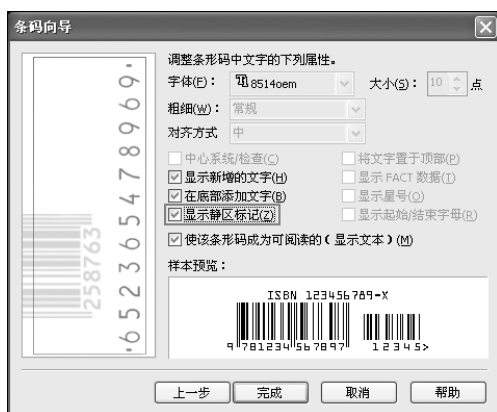 条码向导
调整条形码中文字的下列属性。
字体(F): 8514oem 大小(S): 10 点
粗细(W): 常规
对齐方式 中
中心系统/检查(C) 将文字置于顶部(P)
显示新增的文字(H) 显示 FACT 数据(T)
在底部添加文字(B) 显示星号(O)
显示静区标记(Z) 显示起始/结束字母(R)
使该条形码成为可阅读的(显示文本)(M)
样本预览:
ISBN 123456789-X
9 781234 567897 12345>
-652365478969-
258763
上一步 完成 取消 帮助